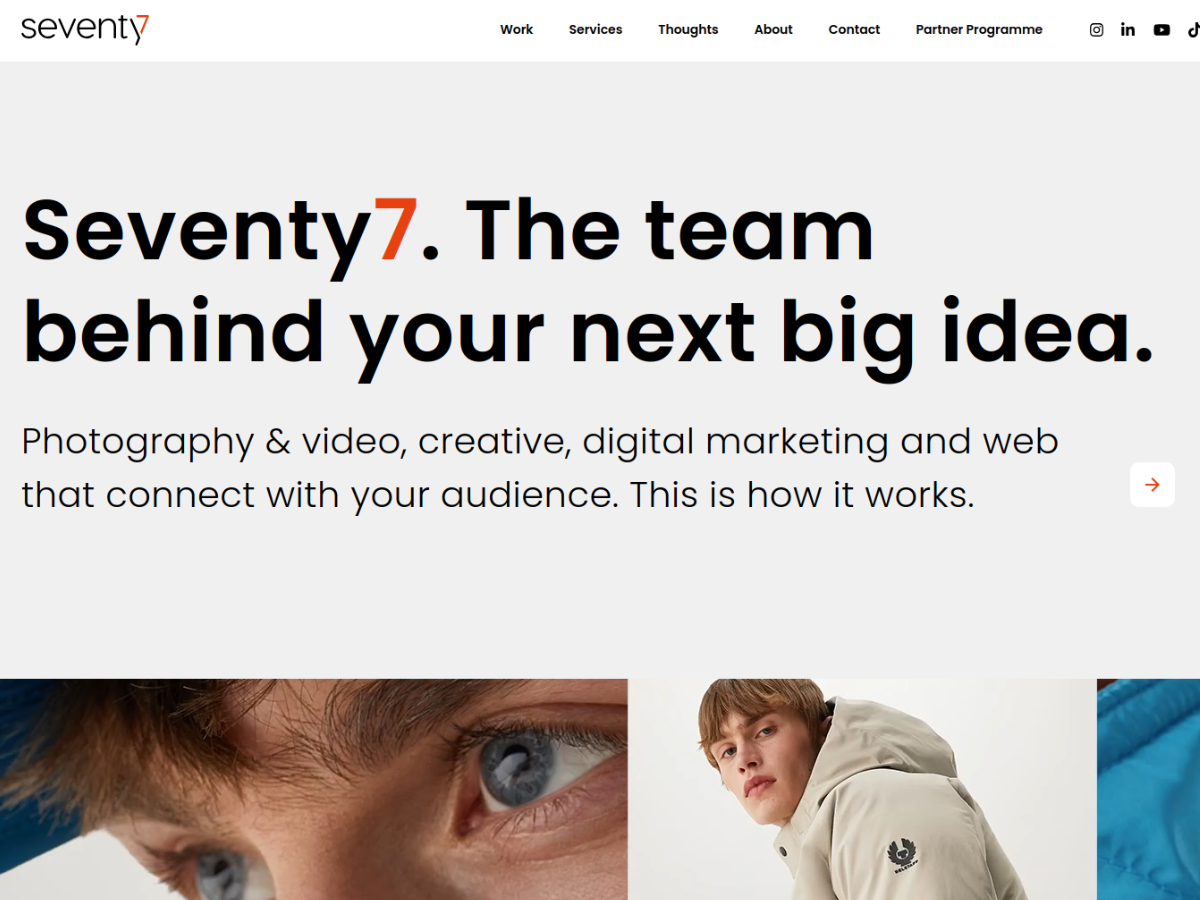 seventy7
Work Services Thoughts About Contact Partner Programme
Seventy7. The team
behind your next big idea.
Photography & video, creative, digital marketing and web
that connect with your audience. This is how it works.
BELSTAFF